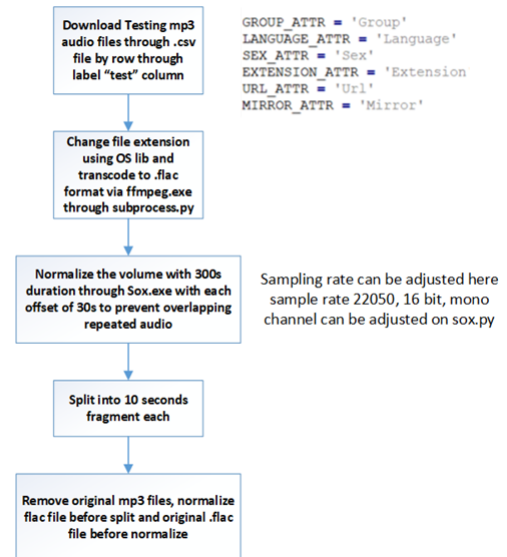 Download Testing mp3
audio files through .csv
file by row through
label “test” column
GROUP_ATTR = 'Group'
LANGUAGE_ATTR = 'Language'
SEX_ATTR = 'Sex'
EXTENSION_ATTR = 'Extension
URL_ATTR = 'Url'
MIRROR_ATTR = 'Mirror'
Change file extension
using OS lib and
transcode to .flac
format via ffmpeg.exe
through subprocess.py
Normalize the volume with 300s
duration through Sox.exe with each
offset of 30s to prevent overlapping
repeated audio
Sampling rate can be adjusted here
sample rate 22050, 16 bit, mono
channel can be adjusted on sox.py
Split into 10 seconds
fragment each
Remove original mp3 files, normalize
flac file before split and original .flac
file before normalize